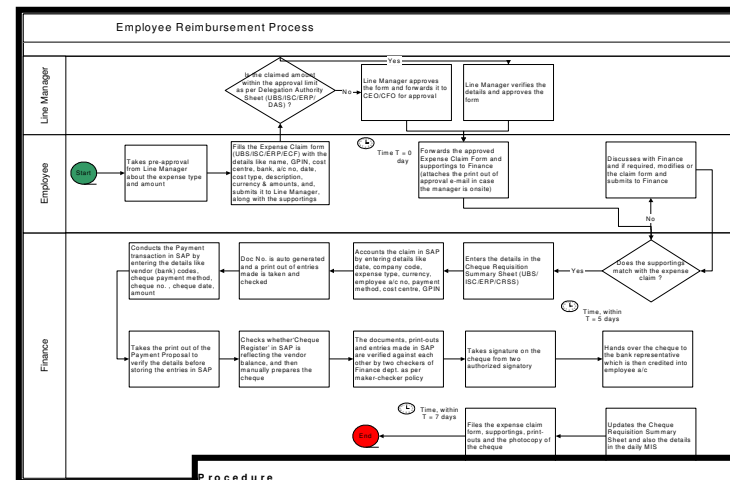 Employee Reimbursement Process
Line Manager
Is the claimed amount
within the approval limit
as per Delegation Authority
Sheet (UBS/ISC/ERP/
DAS) ?
Yes
No
Line Manager approves
the form and forwards it to
CEO/CFO for approval
Line Manager verifies the
details and approves the
form
Employee
Start
Takes pre-approval
from Line Manager
about the expense type
and amount
Fills the Expense Claim form
(UBS/ISC/ERP/ECF) with the
details like name, GPIN, cost
centre, bank, a/c no, date,
cost type, description,
currency & amounts, and,
submits it to Line Manager,
along with the supportings
Time T = 0
day
Forwards the approved
Expense Claim Form and
supportings to Finance
(attaches the print out of
approval e-mail in case
the manager is onsite)
Discusses with Finance
and if required, modifies or
the claim form and
submits to Finance
No
Finance
Conducts the Payment
transaction in SAP by
entering the details like
vendor (bank) codes,
cheque payment method,
cheque no. , cheque date,
amount
Doc No. is auto generated
and a print out of entries
made is taken and
checked
Accounts the claim in SAP
by entering details like
date, company code,
expense type, currency,
employee a/c no, payment
method, cost centre, GPIN
Enters the details in the
Cheque Requisition
Summary Sheet (UBS/
ISC/ERP/CRSS)
Yes
Does the supportings
match with the expense
claim ?
Time, within
T = 5 days
Takes the print out of the
Payment Proposal to
verify the details before
storing the entries in SAP
Checks whether'Cheque
Register' in SAP is
reflecting the vendor
balance, and then
manually prepares the
cheque
The documents, print-outs
and entries made in SAP
are verified against each
other by two checkers of
Finance dept. as per
maker-checker policy
Takes signature on the
cheque from two
authorized signatory
Hands over the cheque to
the bank representative
which is then credited into
employee a/c
Time, within
T = 7 days
End
Files the expense claim
form, supportings, print-
outs and the photocopy of
the cheque
Updates the Cheque
Requisition Summary
Sheet and also the details
in the daily MIS
Procedure